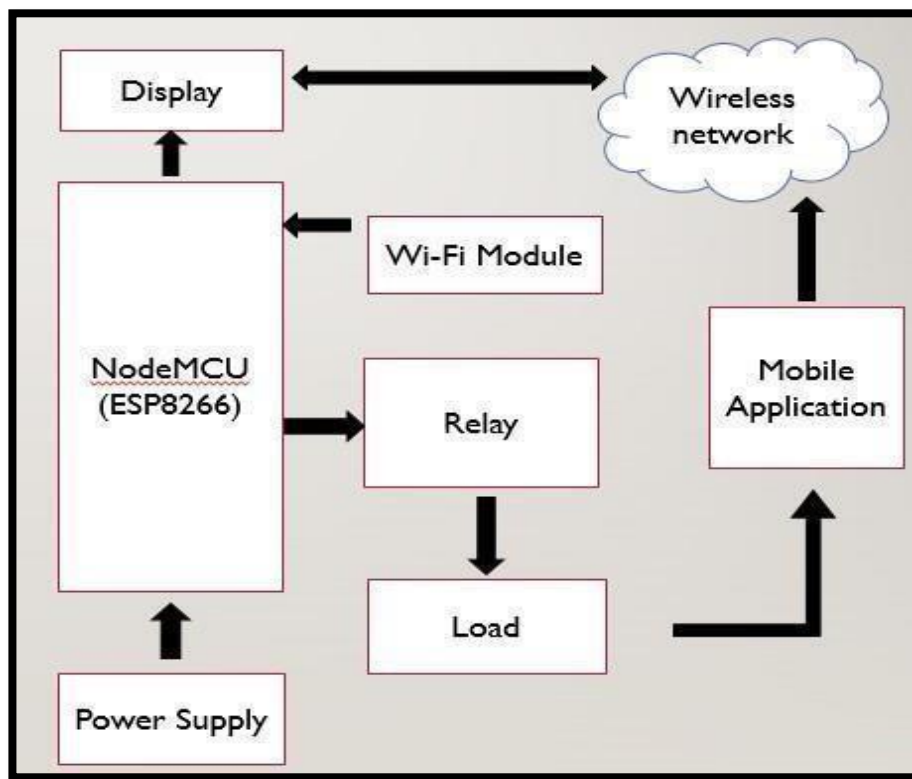 Display
Wireless
network
Wi-Fi Module
NodeMCU
(ESP8266)
Relay
Mobile
Application
Load
Power Supply